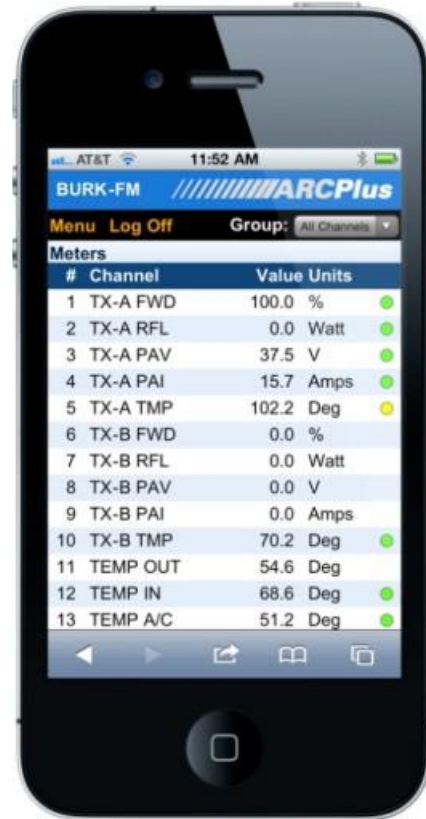 AT&T 11:52 AM
BURK-FM ARCPlus
Menu Log Off Group: All Channels
Meters
# Channel Value Units
1 TX-A FWD 100.0 %
2 TX-A RFL 0.0 Watt
3 TX-A PAV 37.5 V
4 TX-A PAI 15.7 Amps
5 TX-A TMP 102.2 Deg
6 TX-B FWD 0.0 %
7 TX-B RFL 0.0 Watt
8 TX-B PAV 0.0 V
9 TX-B PAI 0.0 Amps
10 TX-B TMP 70.2 Deg
11 TEMP OUT 54.6 Deg
12 TEMP IN 68.6 Deg
13 TEMP A/C 51.2 Deg